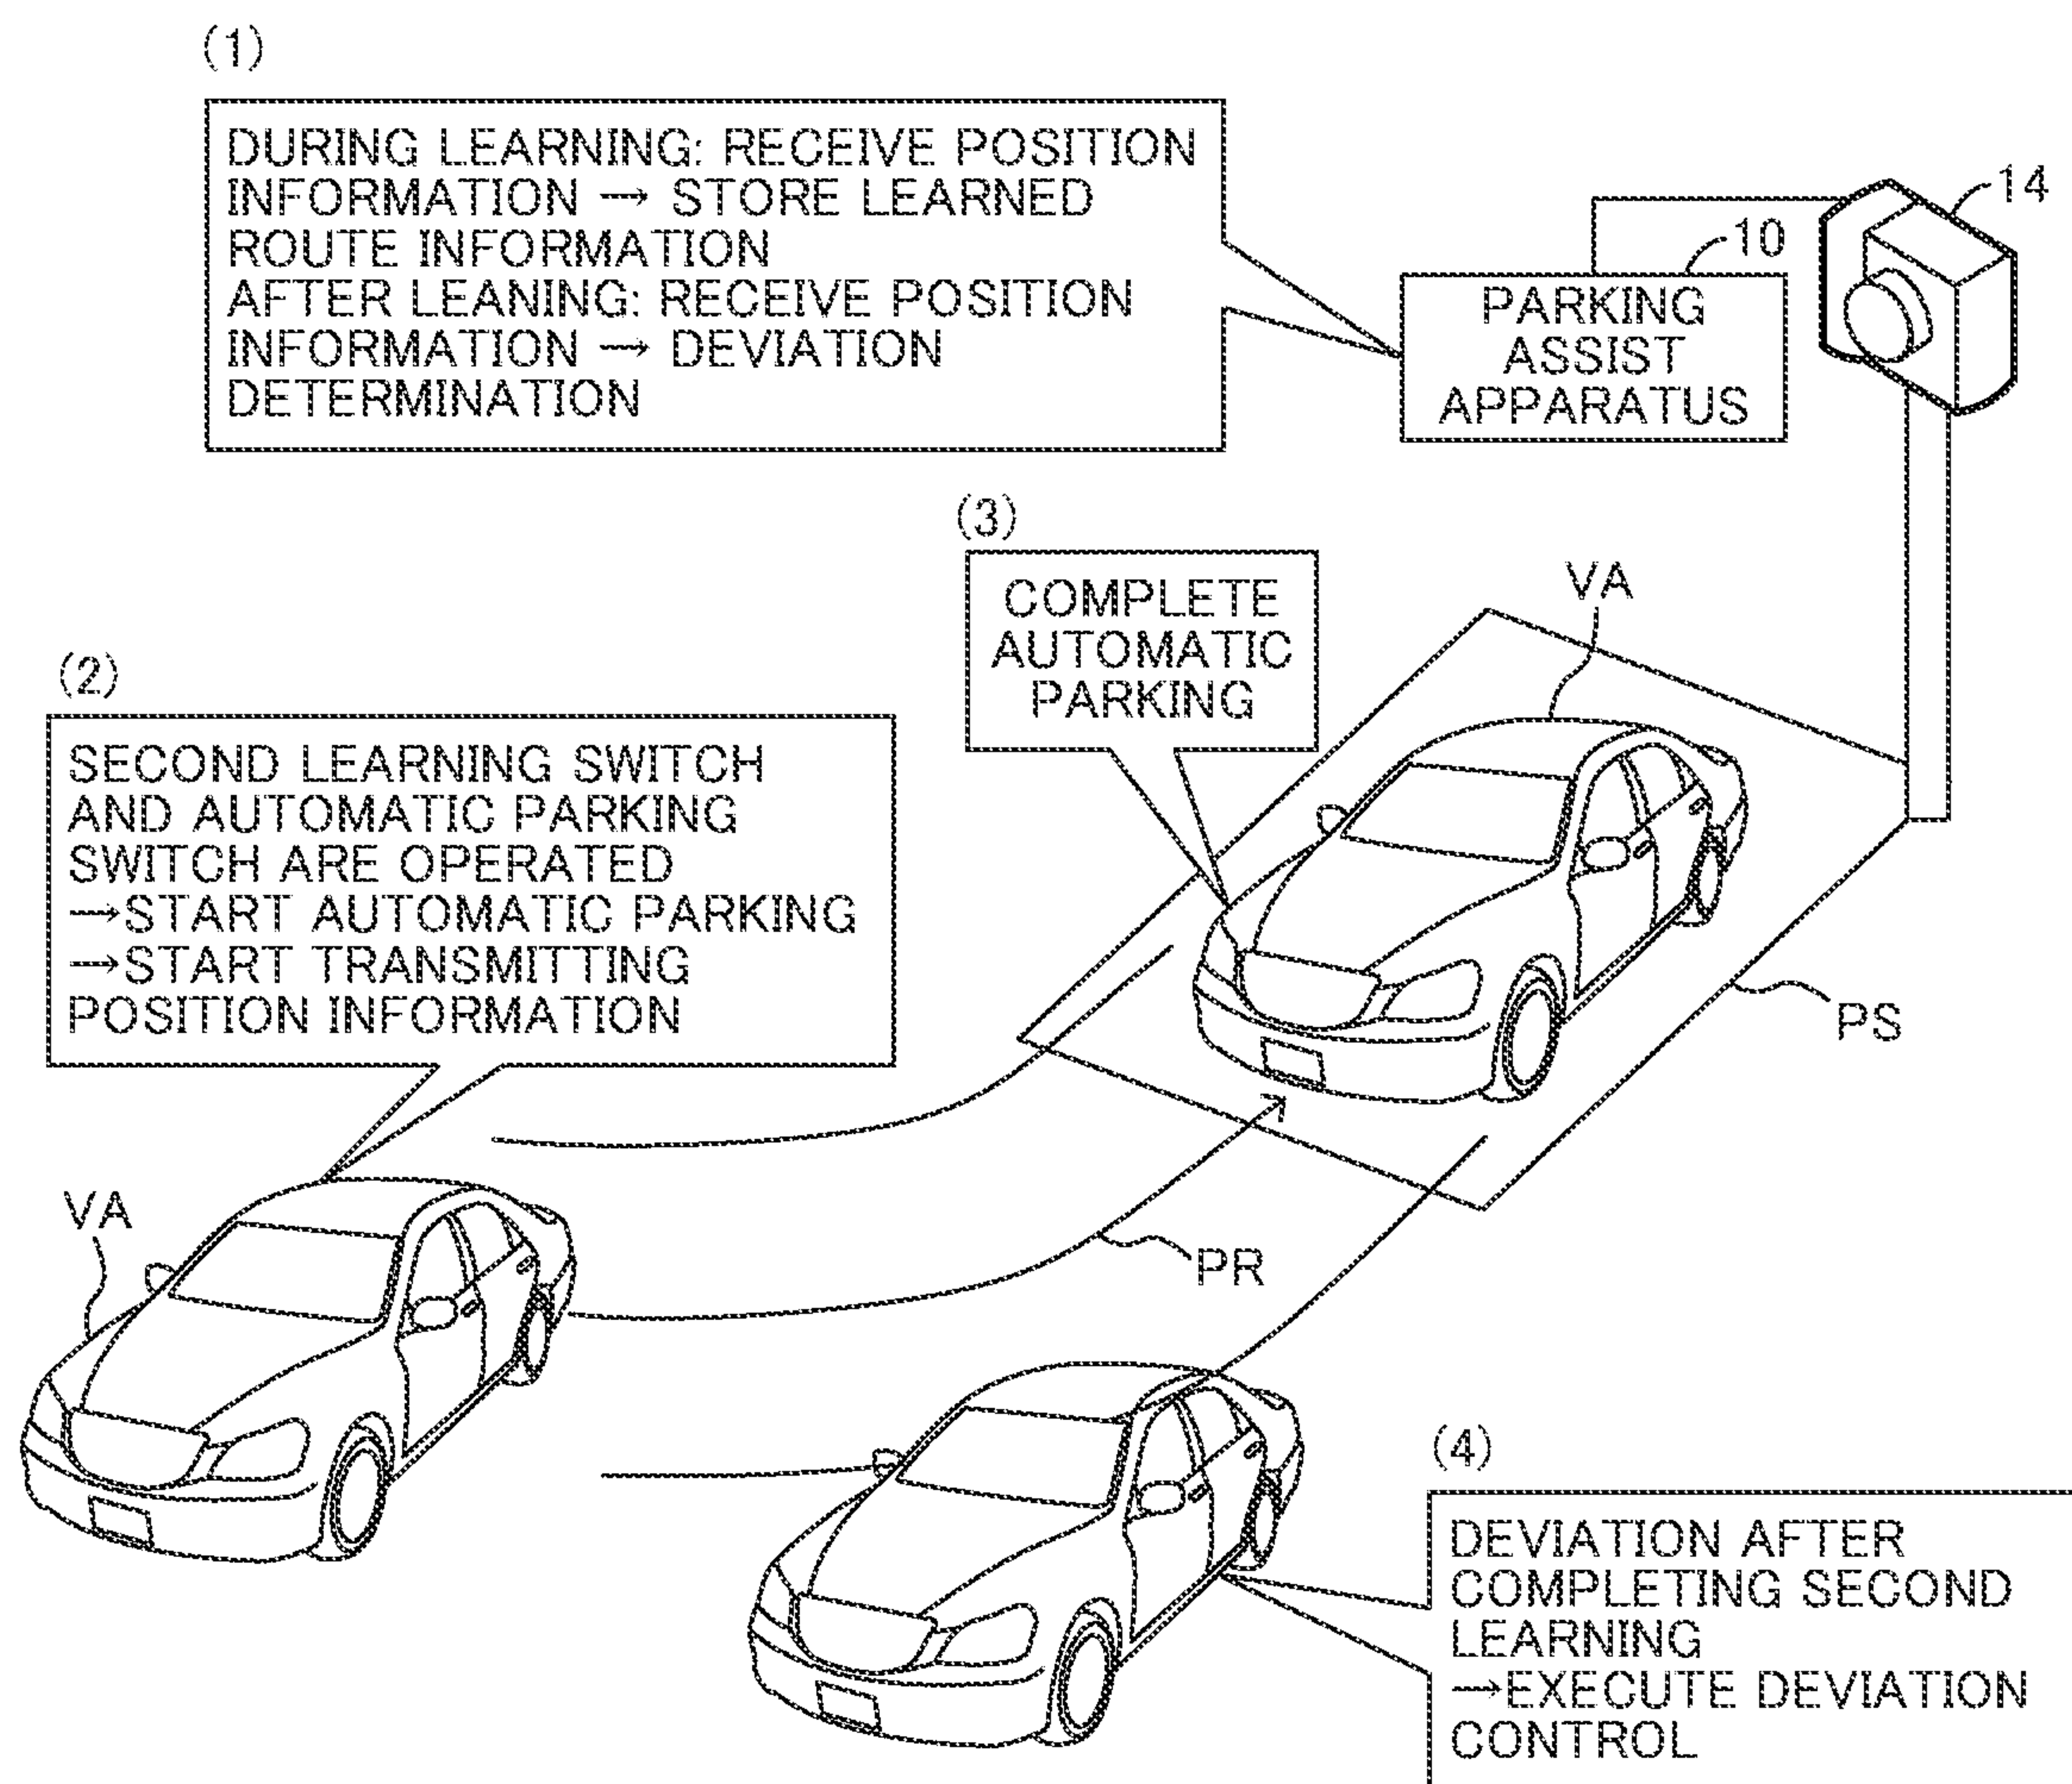 (1)
DURING LEARNING: RECEIVE POSITION
INFORMATION → STORE LEARNED
ROUTE INFORMATION
AFTER LEANING: RECEIVE POSITION
INFORMATION → DEVIATION
DETERMINATION
14
10
PARKING
ASSIST
APPARATUS
(3)
COMPLETE
AUTOMATIC
PARKING
VA
(2)
SECOND LEARNING SWITCH
AND AUTOMATIC PARKING
SWITCH ARE OPERATED
→START AUTOMATIC PARKING
→START TRANSMITTING
POSITION INFORMATION
PS
VA
PR
(4)
DEVIATION AFTER
COMPLETING SECOND
LEARNING
→EXECUTE DEVIATION
CONTROL